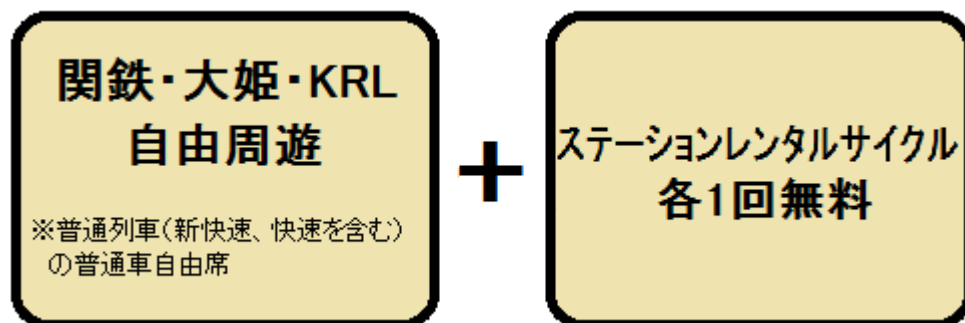 関鉄・大姫・KRL
自由周遊
※普通列車(新快速、快速を含む)
の普通車自由席
+
ステーションレンタルサイクル
各1回無料